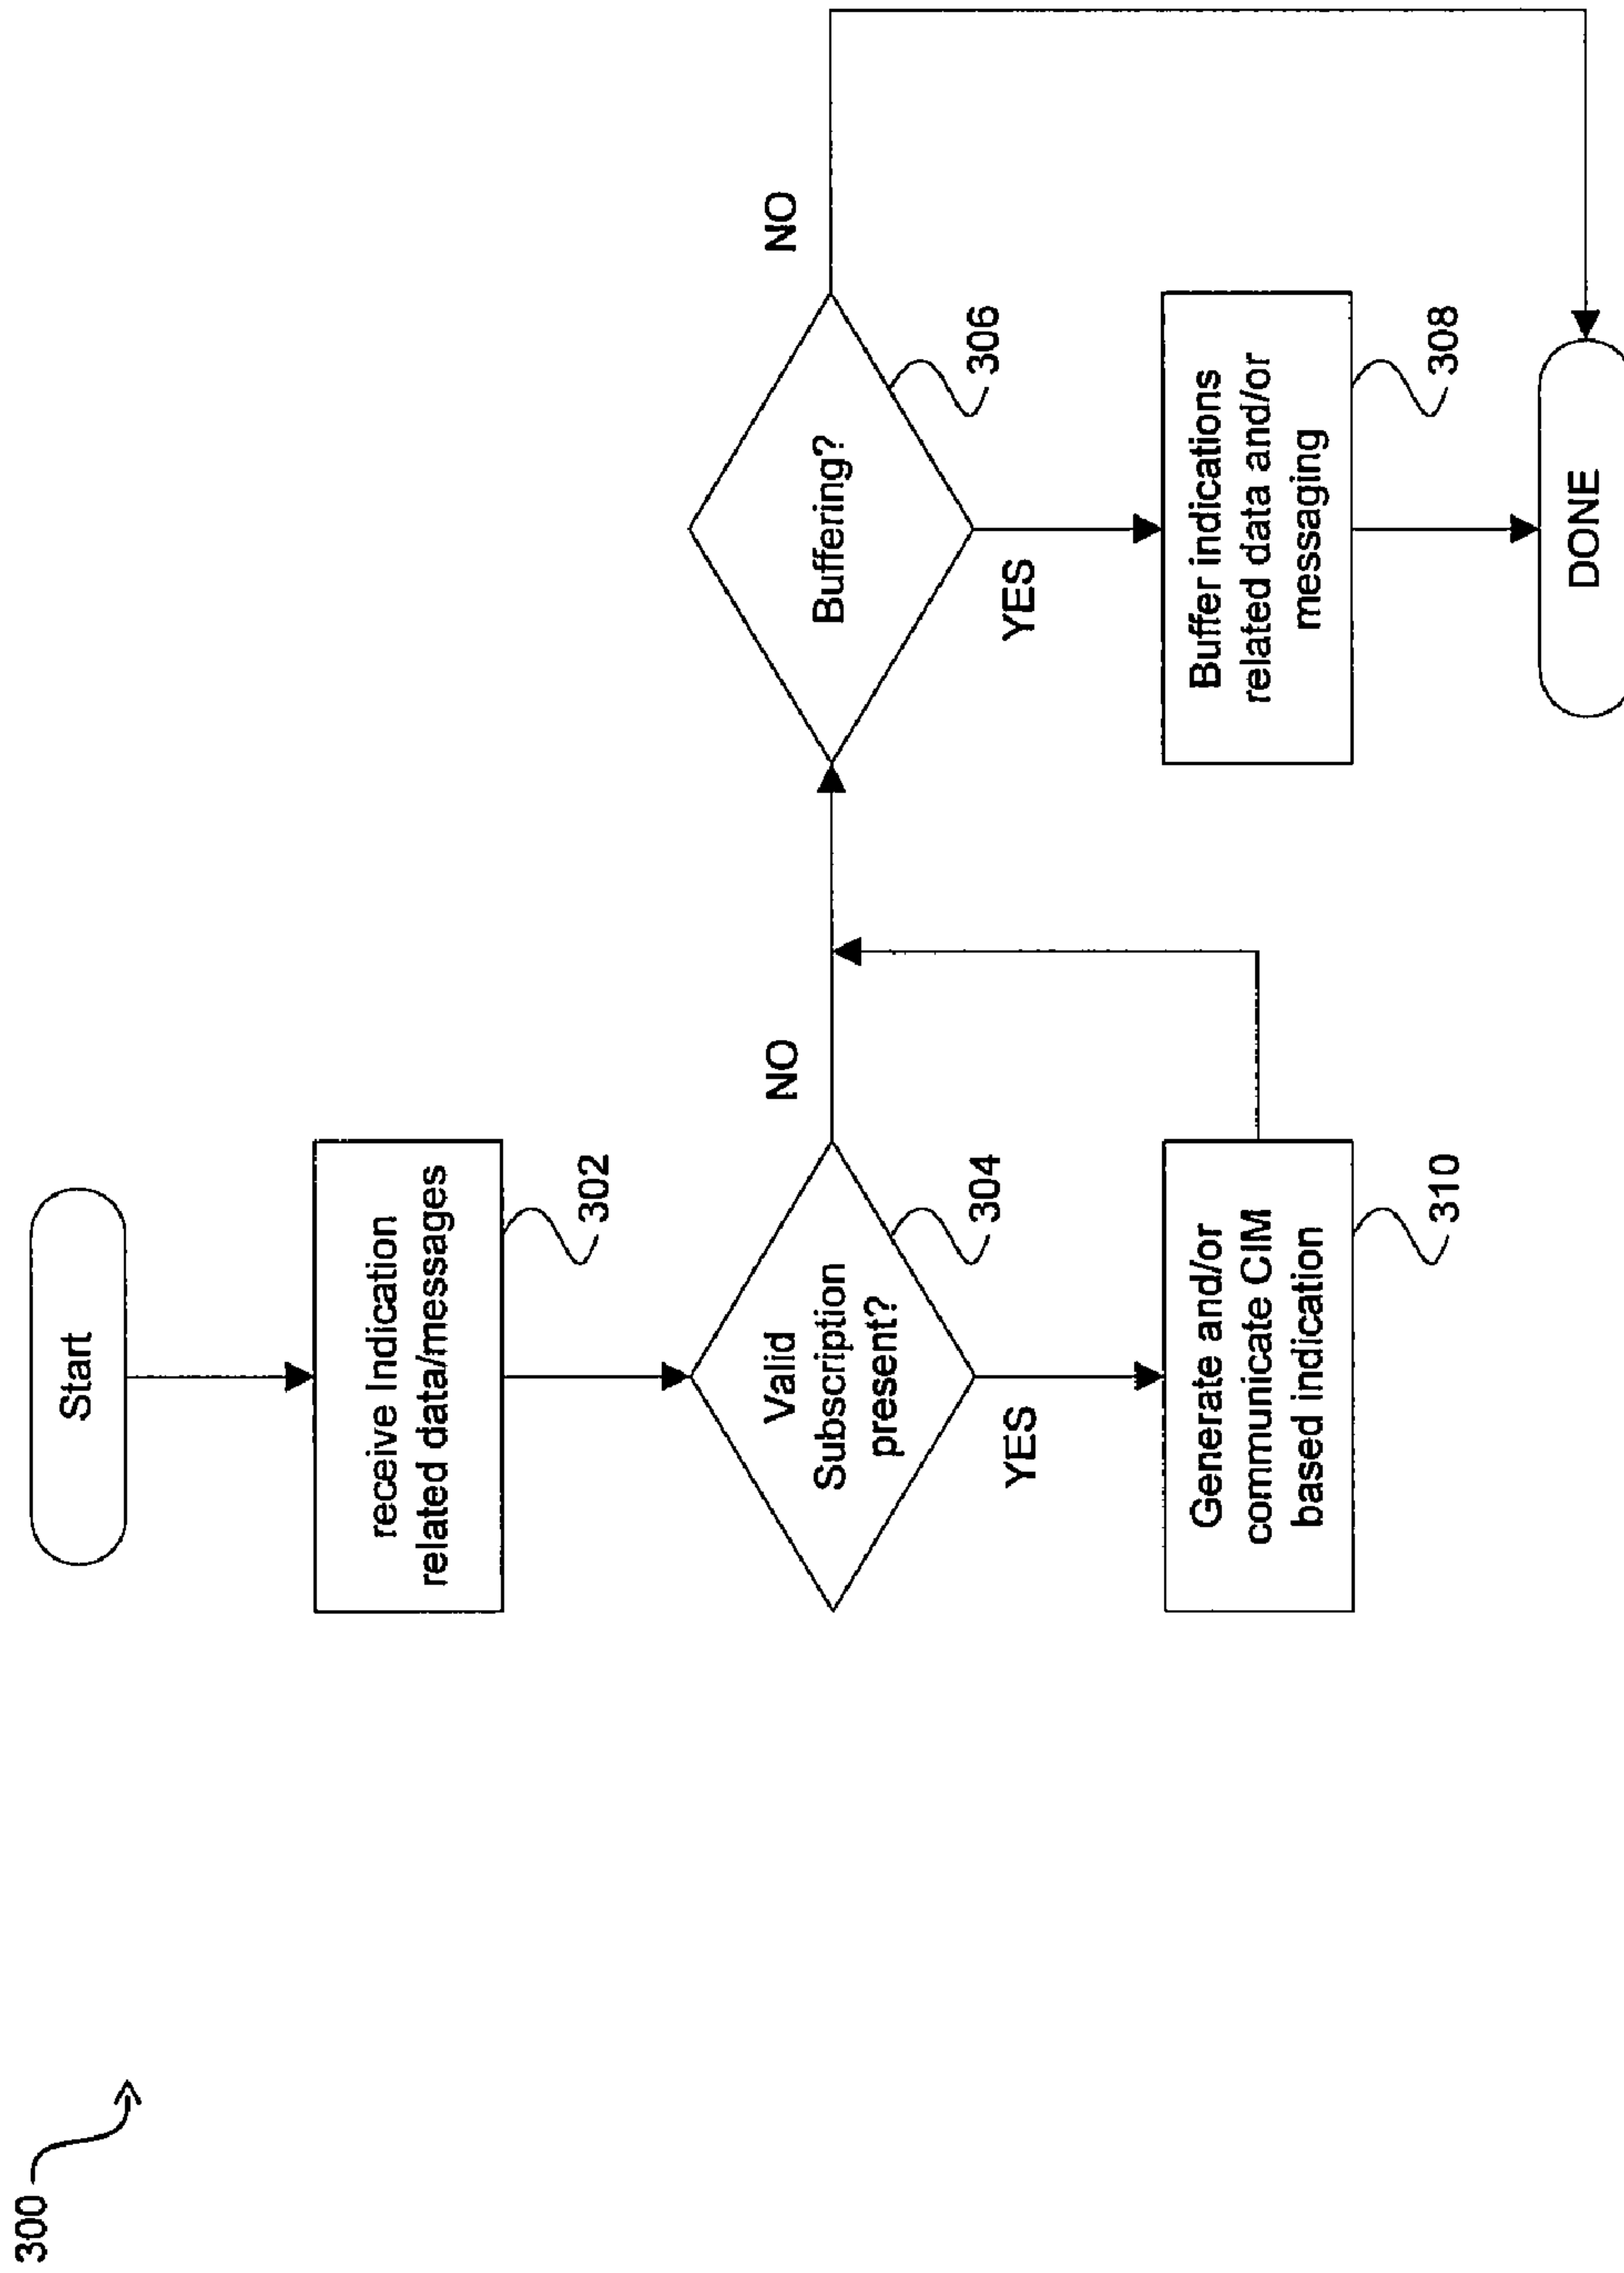 300
Start
receive Indication
related data/messages
302
Valid
Subscription
present?
304
NO
YES
Generate and/or
communicate CIM
based indication
310
Buffering?
306
NO
YES
Buffer indications
related data and/or
messaging
308
DONE